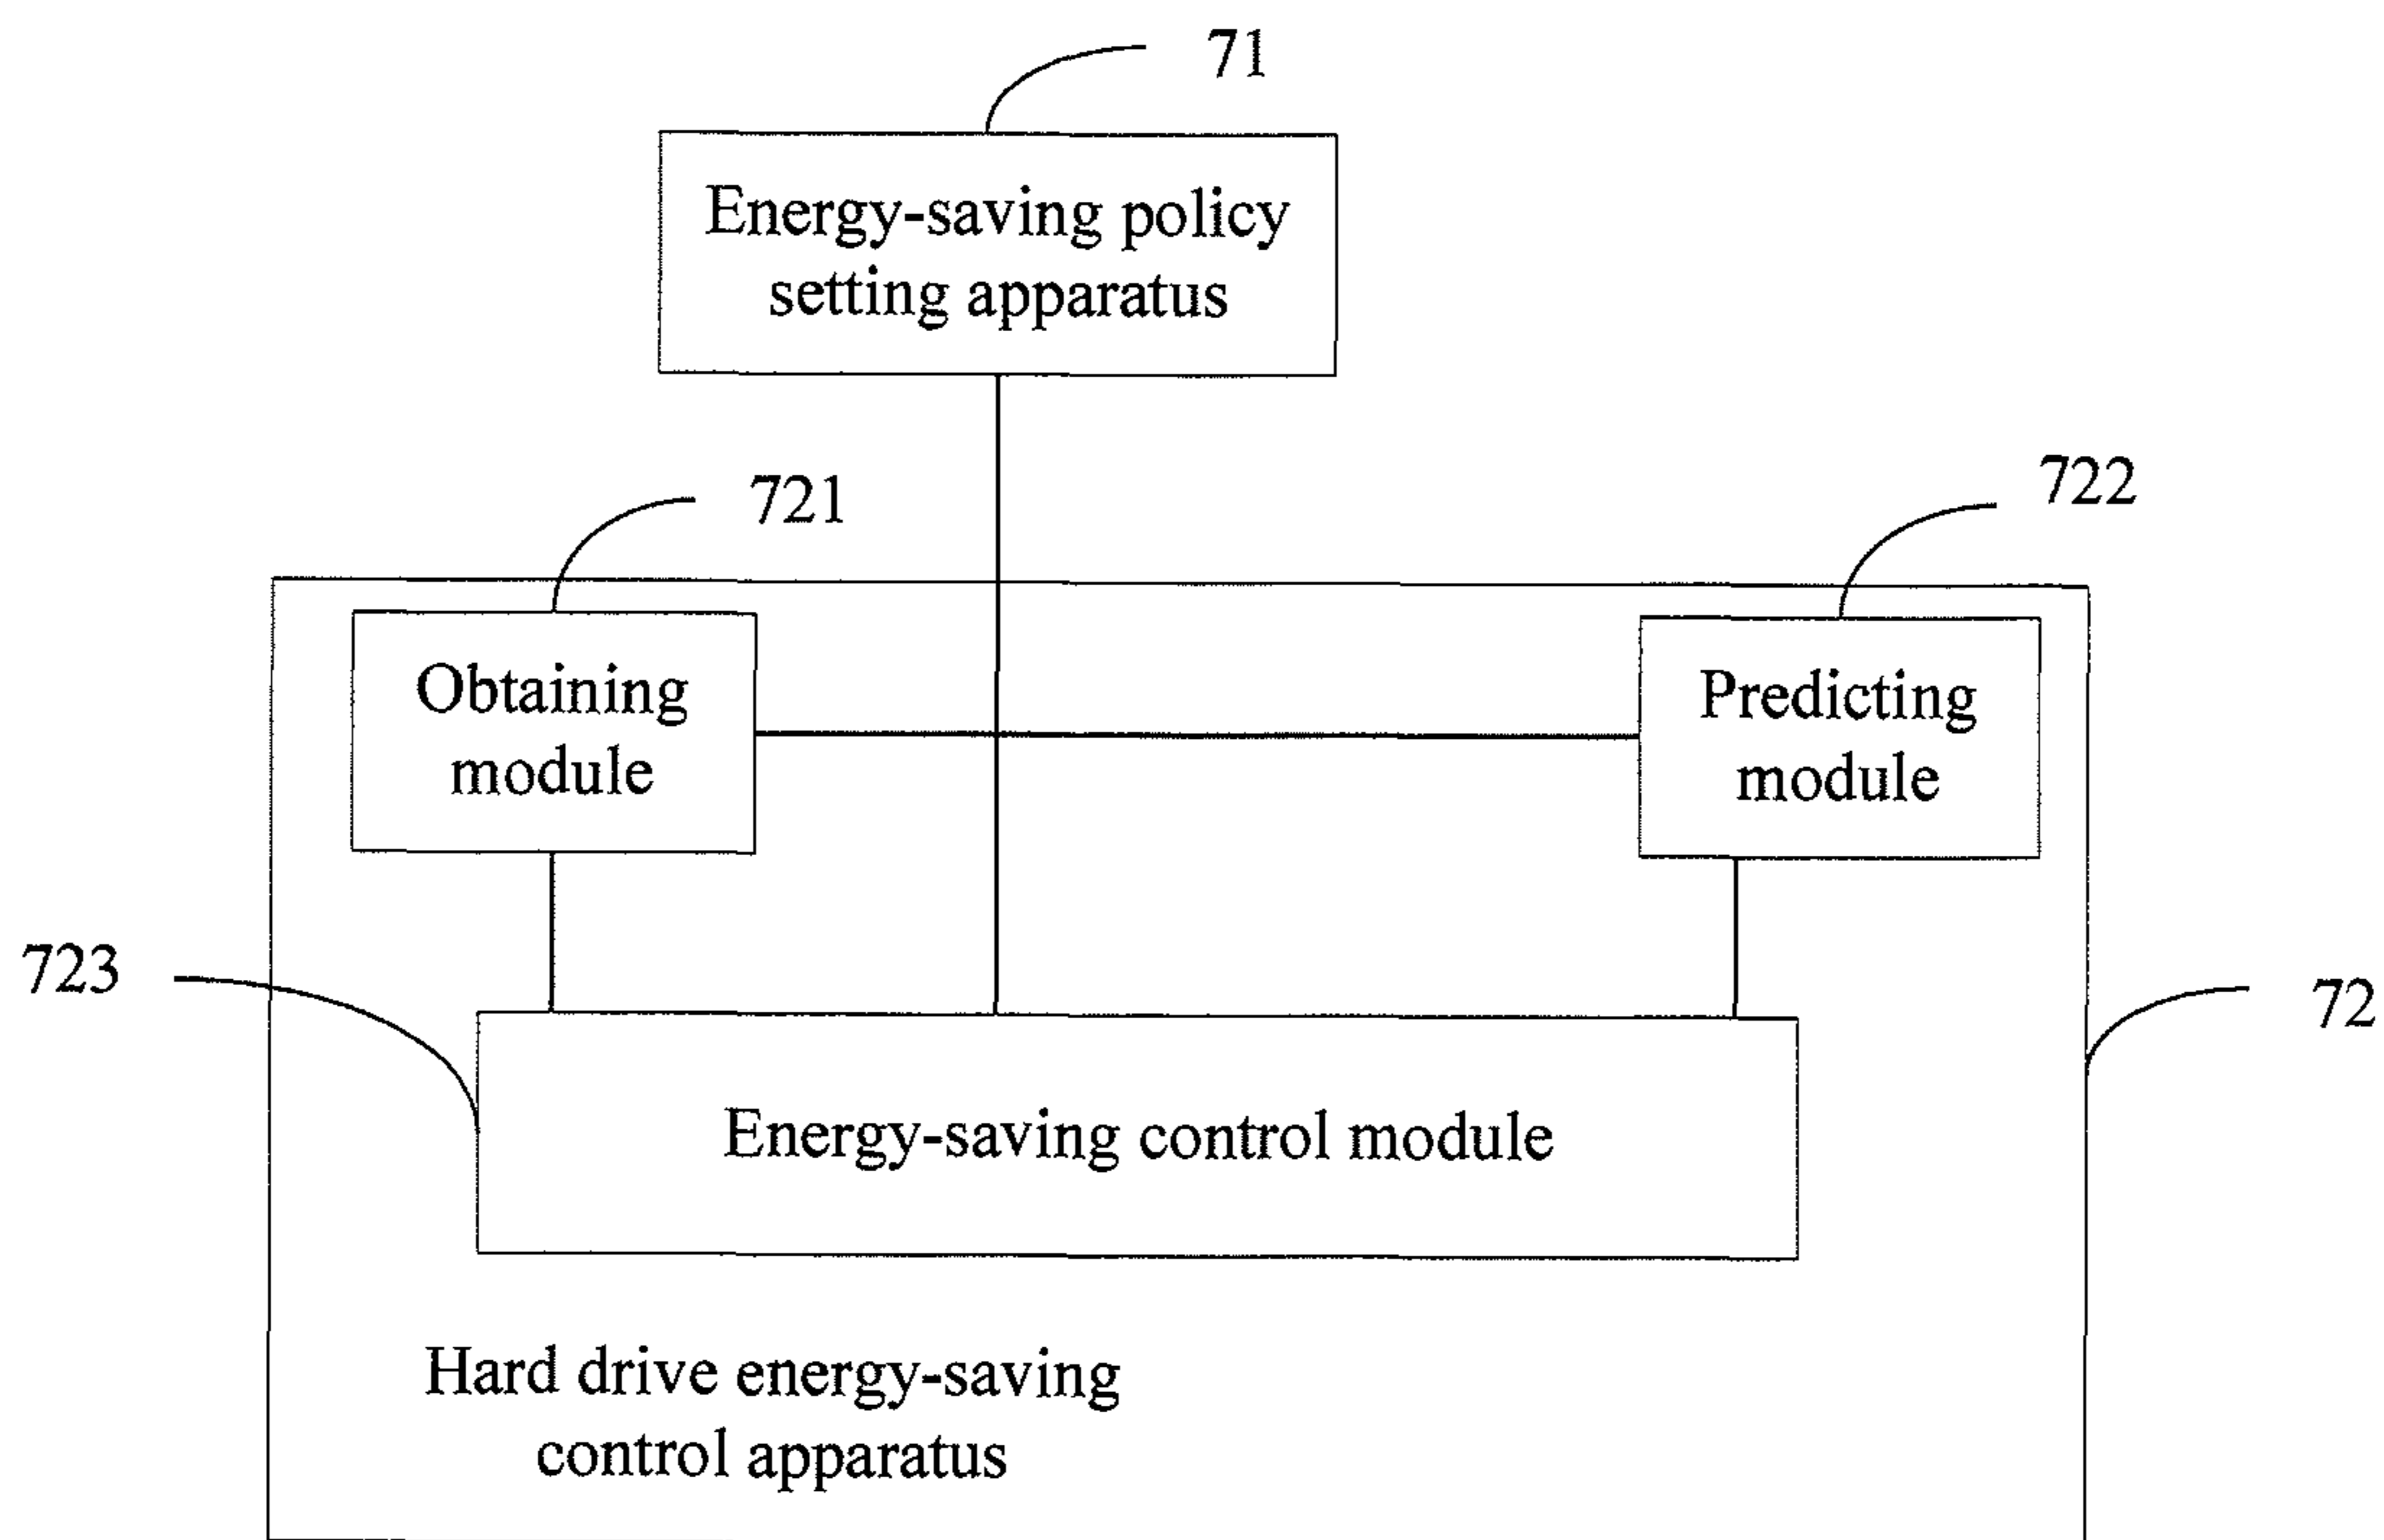 71
Energy-saving policy
setting apparatus
721
722
Obtaining
module
Predicting
module
723
72
Energy-saving control module
Hard drive energy-saving
control apparatus